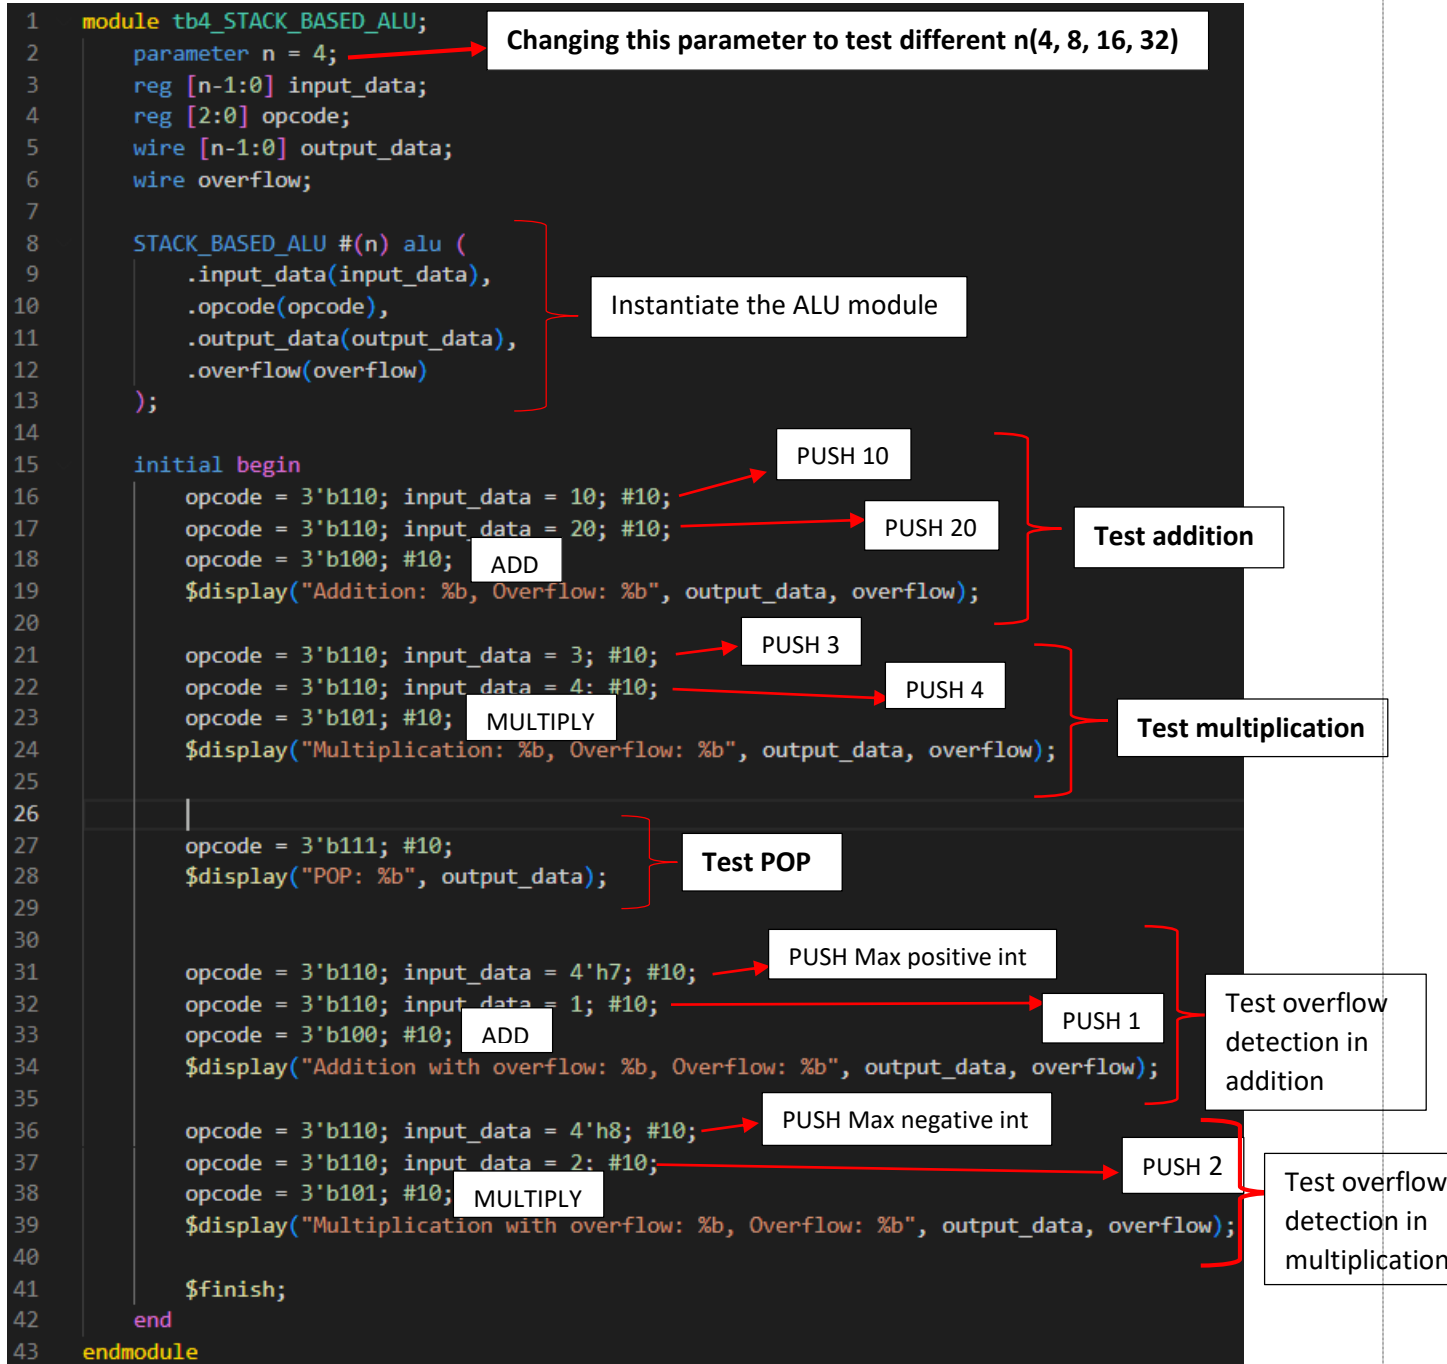 1 module tb4_STACK_BASED_ALU;
2 parameter n = 4;
Changing this parameter to test different n(4, 8, 16, 32)
3 reg [n-1:0] input_data;
4 reg [2:0] opcode;
5 wire [n-1:0] output_data;
6 wire overflow;
7
8 STACK_BASED_ALU #(n) alu (
9 .input_data(input_data),
10 .opcode(opcode),
11 .output_data(output_data),
12 .overflow(overflow)
13 );
Instantiate the ALU module
14
15 initial begin
16 opcode = 3'b110; input_data = 10; #10;
PUSH 10
17 opcode = 3'b110; input_data = 20; #10;
PUSH 20
18 opcode = 3'b100; #10;
ADD
19 $display("Addition: %b, Overflow: %b", output_data, overflow);
Test addition
20
21 opcode = 3'b110; input_data = 3; #10;
PUSH 3
22 opcode = 3'b110; input_data = 4; #10;
PUSH 4
23 opcode = 3'b101; #10;
MULTIPLY
24 $display("Multiplication: %b, Overflow: %b", output_data, overflow);
Test multiplication
25
26
27 opcode = 3'b111; #10;
28 $display("POP: %b", output_data);
Test POP
29
30
31 opcode = 3'b110; input_data = 4'h7; #10;
PUSH Max positive int
32 opcode = 3'b110; input_data = 1; #10;
PUSH 1
33 opcode = 3'b100; #10;
ADD
34 $display("Addition with overflow: %b, Overflow: %b", output_data, overflow);
Test overflow
detection in
addition
35
36 opcode = 3'b110; input_data = 4'h8; #10;
PUSH Max negative int
37 opcode = 3'b110; input_data = 2; #10;
PUSH 2
38 opcode = 3'b101; #10;
MULTIPLY
39 $display("Multiplication with overflow: %b, Overflow: %b", output_data, overflow);
Test overflow
detection in
multiplication
40
41 $finish;
42 end
43 endmodule